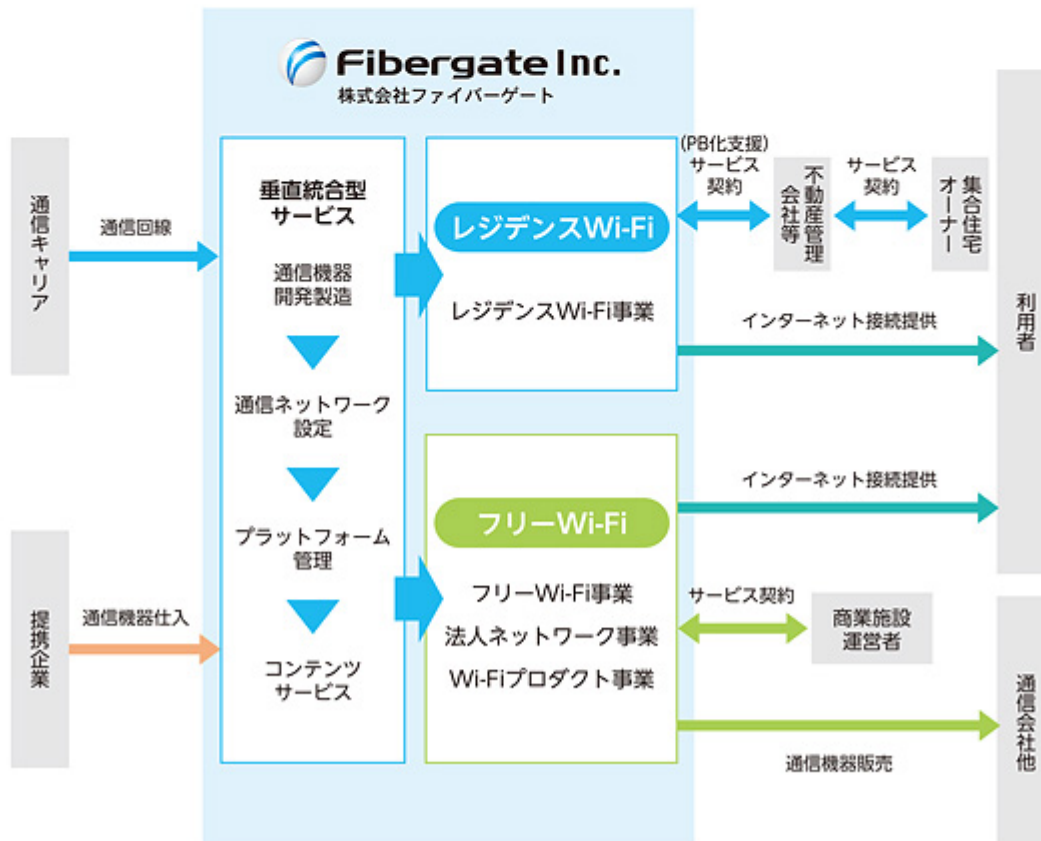 Fibergate Inc.
株式会社ファイバーゲート
通信キャリア
通信回線
提携企業
通信機器仕入
垂直統合型
サービス
通信機器
開発製造
通信ネットワーク
設定
プラットフォーム
管理
コンテンツ
サービス
レジデンスWi-Fi
レジデンスWi-Fi事業
フリーWi-Fi
フリーWi-Fi事業
法人ネットワーク事業
Wi-Fiプロダクト事業
(PB化支援)
サービス
契約
不動産管理
会社等
サービス
契約
集合住宅
オーナー
インターネット接続提供
インターネット接続提供
利用者
サービス契約
商業施設
運営者
通信機器販売
通信会社他